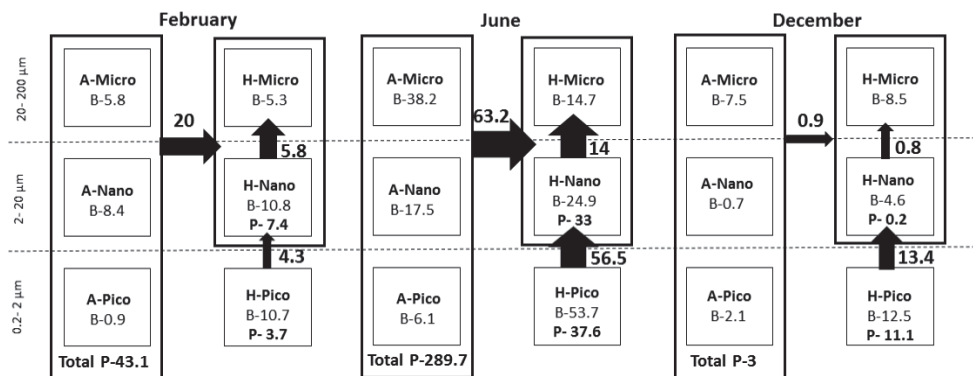 February
June
December
20- 200 μm
2- 20 μm
0.2- 2 μm
A-Micro
B-5.8
A-Nano
B-8.4
A-Pico
B-0.9
Total P-43.1
20
H-Micro
B-5.3
5.8
H-Nano
B-10.8
P- 7.4
4.3
H-Pico
B-10.7
P- 3.7
A-Micro
B-38.2
A-Nano
B-17.5
A-Pico
B-6.1
Total P-289.7
63.2
H-Micro
B-14.7
14
H-Nano
B-24.9
P- 33
56.5
H-Pico
B-53.7
P- 37.6
A-Micro
B-7.5
A-Nano
B-0.7
A-Pico
B-2.1
Total P-3
0.9
H-Micro
B-8.5
0.8
H-Nano
B-4.6
P- 0.2
13.4
H-Pico
B-12.5
P- 11.1